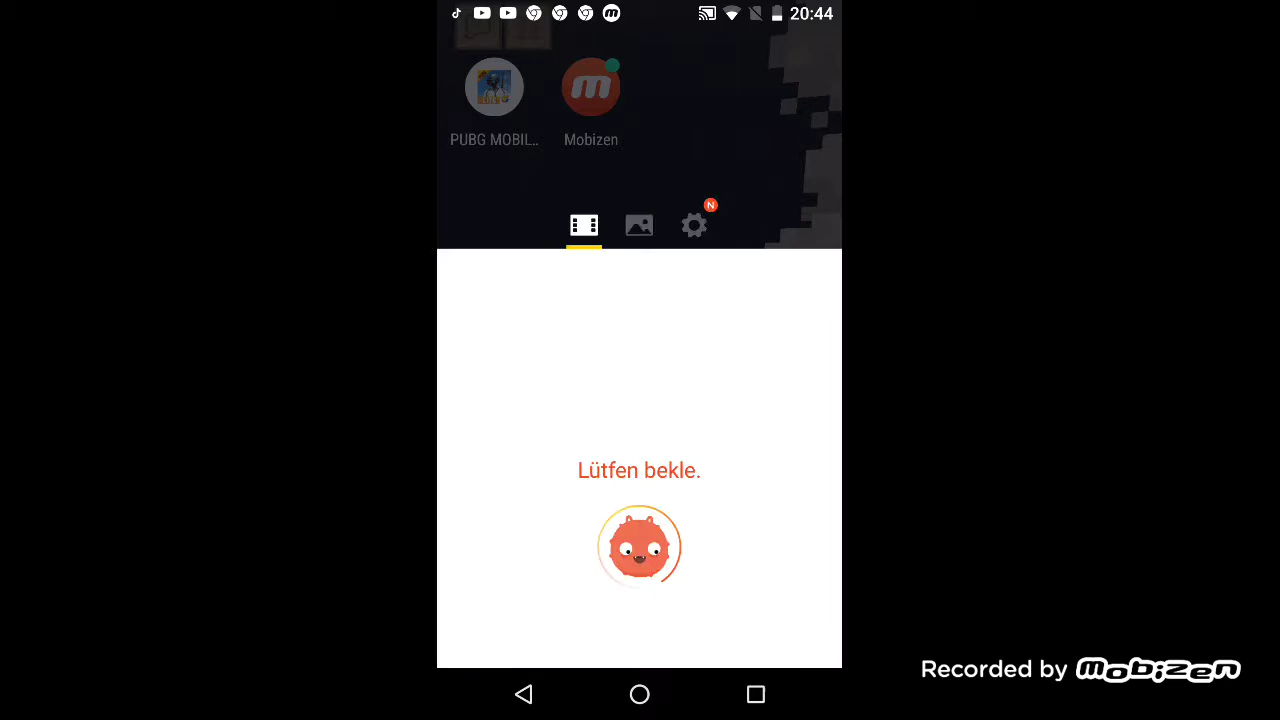 20:44
PUBG MOBIL...
Mobizen
N
Lütfen bekle.
Recorded by Mobizen